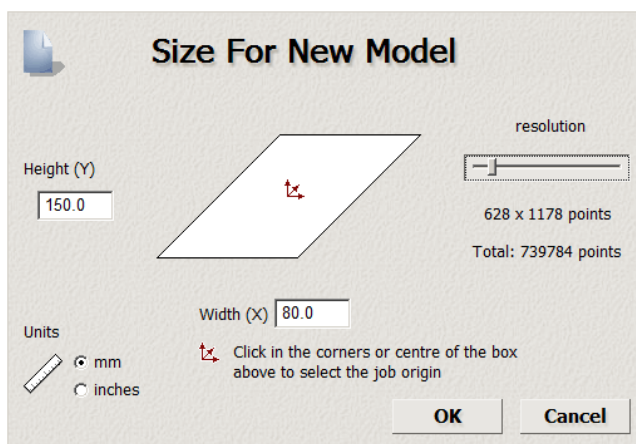 Size For New Model
resolution
Height (Y)
150.0
628 x 1178 points
Total: 739784 points
Width (X) 80.0
Units
mm
inches
Click in the corners or centre of the box
above to select the job origin
OK Cancel